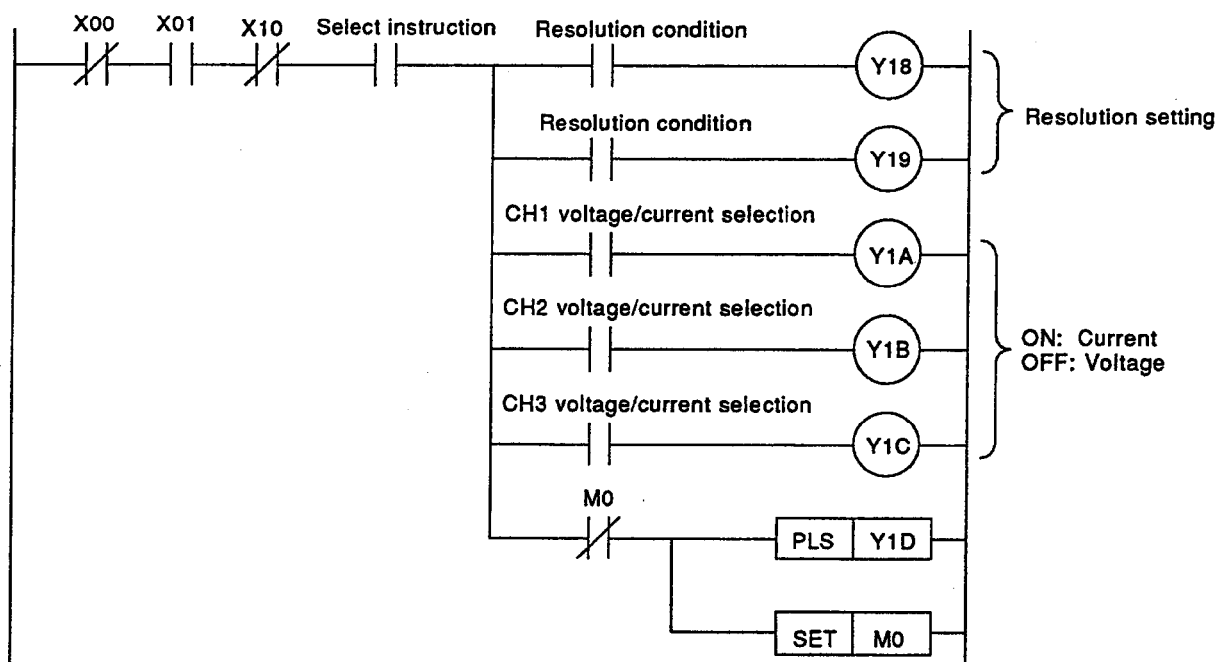 X00 X01 X10 Select instruction Resolution condition
Y18
Resolution setting
Resolution condition
Y19
CH1 voltage/current selection
Y1A
CH2 voltage/current selection
Y1B
ON: Current
OFF: Voltage
CH3 voltage/current selection
Y1C
M0
PLS Y1D
SET M0